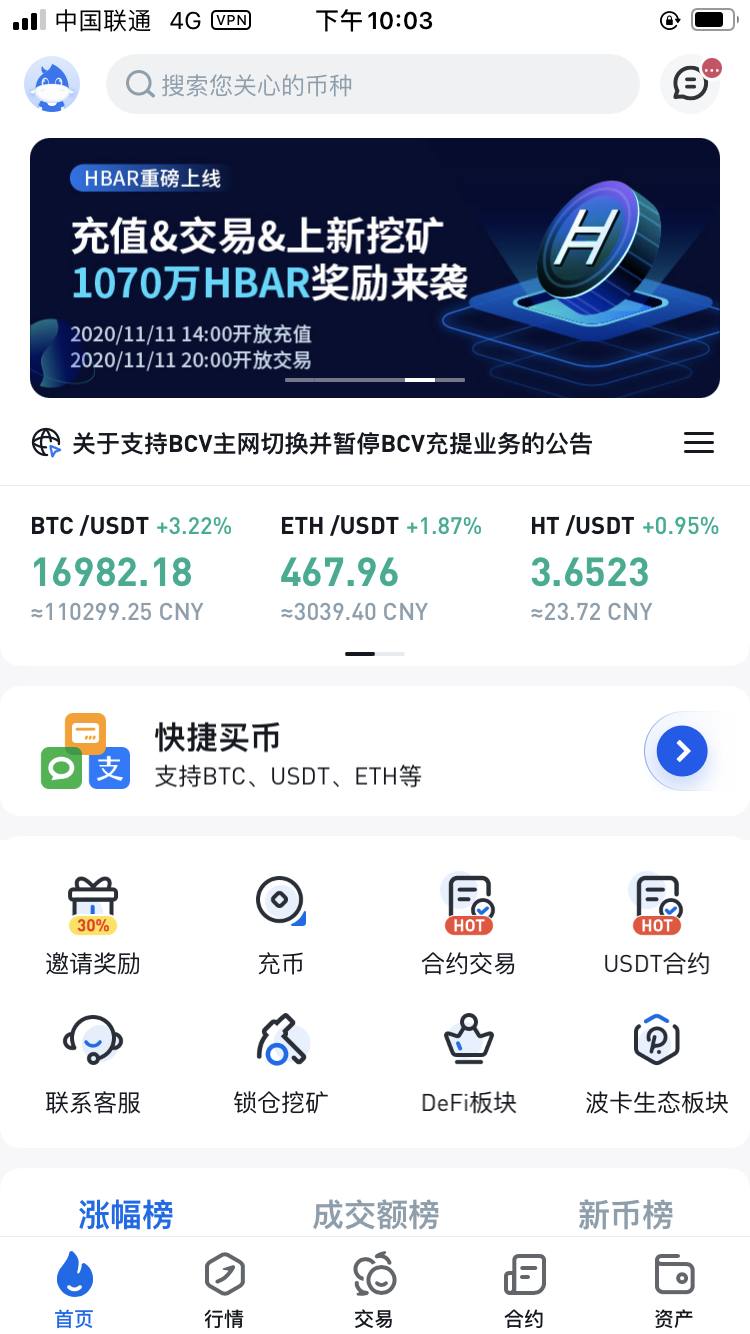 中国联通 4G VPN 下午10:03
搜索您关心的币种
HBAR重磅上线
充值&交易&上新挖矿
1070万HBAR奖励来袭
2020/11/11 14:00开放充值
2020/11/11 20:00开放交易
关于支持BCV主网切换并暂停BCV充提业务的公告
BTC /USDT +3.22% ETH /USDT +1.87% HT /USDT +0.95%
16982.18 467.96 3.6523
≈110299.25 CNY ≈3039.40 CNY ≈23.72 CNY
快捷买币
支
支持BTC、USDT、ETH等
30% HOT HOT
邀请奖励 充币 合约交易 USDT合约
联系客服 锁仓挖矿 DeFi板块 波卡生态板块
涨幅榜 成交额榜 新币榜
首页 行情 交易 合约 资产